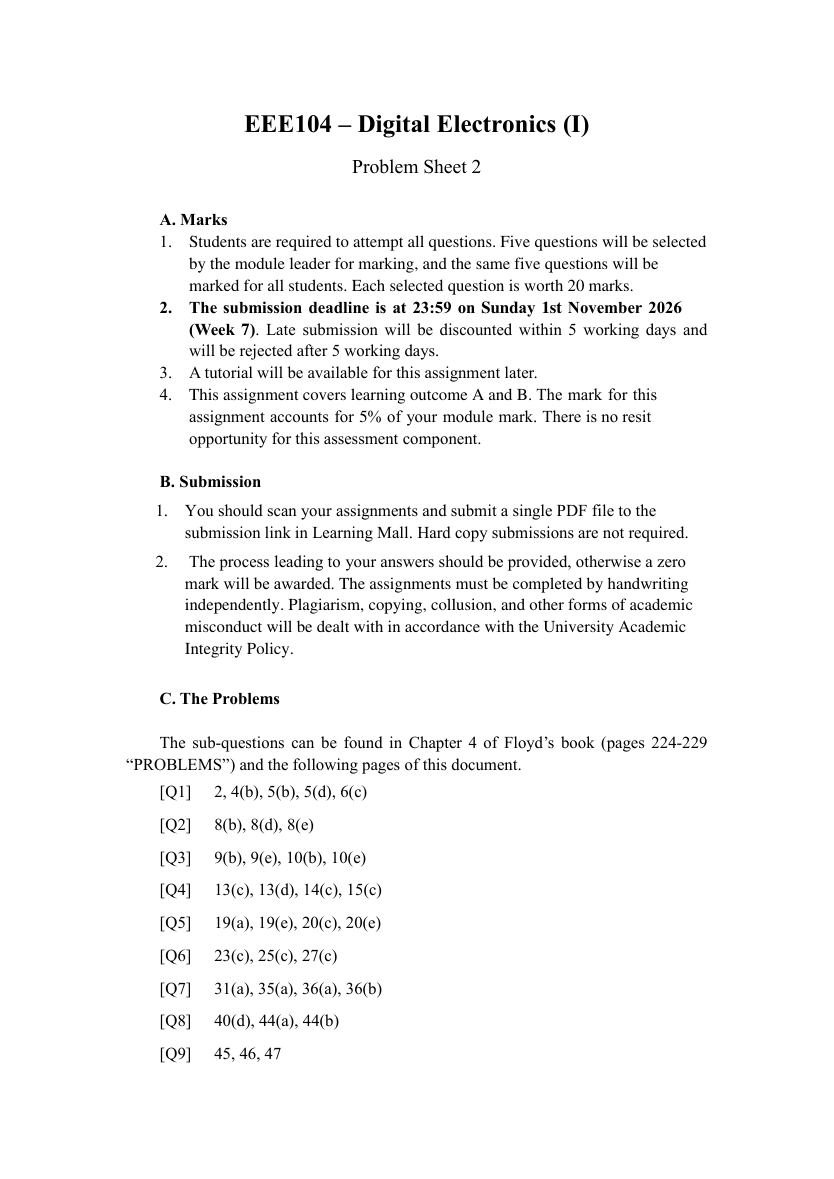 EEE104 – Digital Electronics (I)
Problem Sheet 2
A. Marks
1. Students are required to attempt all questions. Five questions will be selected
by the module leader for marking, and the same five questions will be
marked for all students. Each selected question is worth 20 marks.
2. The submission deadline is at 23:59 on Sunday 1st November 2026
(Week 7). Late submission will be discounted within 5 working days and
will be rejected after 5 working days.
3. A tutorial will be available for this assignment later.
4. This assignment covers learning outcome A and B. The mark for this
assignment accounts for 5% of your module mark. There is no resit
opportunity for this assessment component.
B. Submission
1. You should scan your assignments and submit a single PDF file to the
submission link in Learning Mall. Hard copy submissions are not required.
2. The process leading to your answers should be provided, otherwise a zero
mark will be awarded. The assignments must be completed by handwriting
independently. Plagiarism, copying, collusion, and other forms of academic
misconduct will be dealt with in accordance with the University Academic
Integrity Policy.
C. The Problems
The sub-questions can be found in Chapter 4 of Floyd’s book (pages 224-229
“PROBLEMS”) and the following pages of this document.
[Q1] 2, 4(b), 5(b), 5(d), 6(c)
[Q2] 8(b), 8(d), 8(e)
[Q3] 9(b), 9(e), 10(b), 10(e)
[Q4] 13(c), 13(d), 14(c), 15(c)
[Q5] 19(a), 19(e), 20(c), 20(e)
[Q6] 23(c), 25(c), 27(c)
[Q7] 31(a), 35(a), 36(a), 36(b)
[Q8] 40(d), 44(a), 44(b)
[Q9] 45, 46, 47